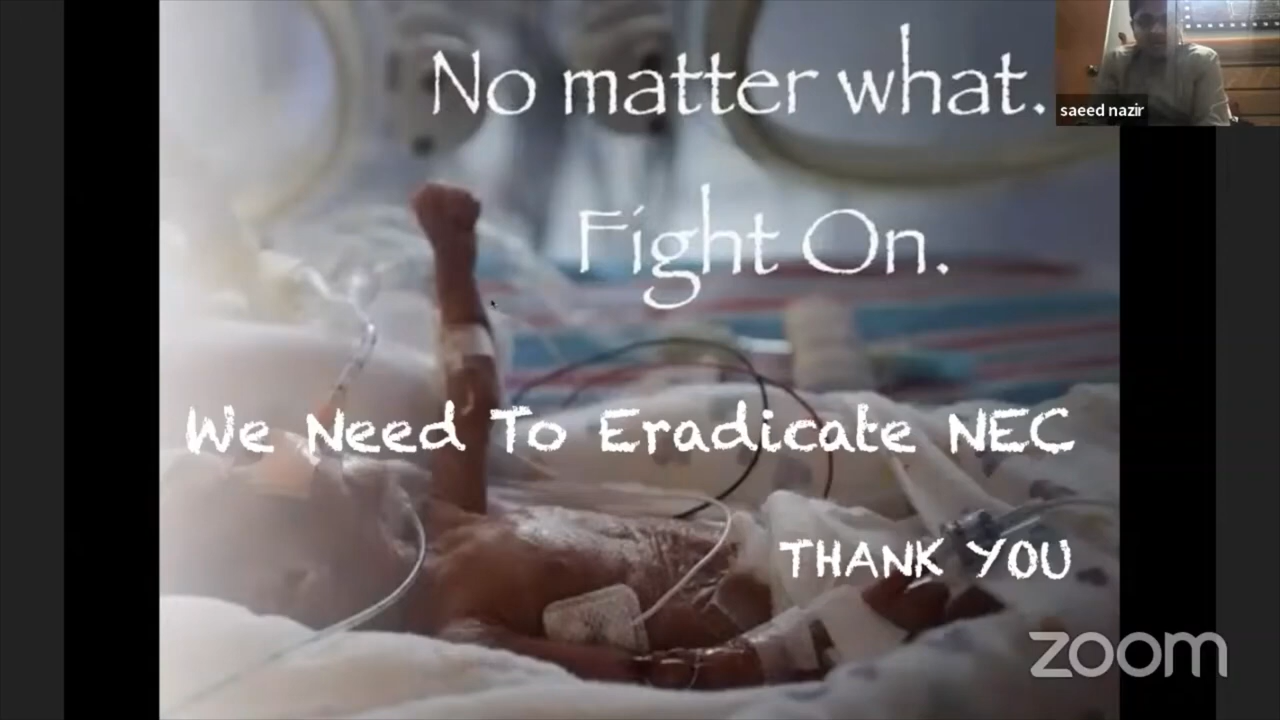 No matter what.
saeed nazir
Fight On.
We Need To Eradicate NEC
THANK YOU
zoom